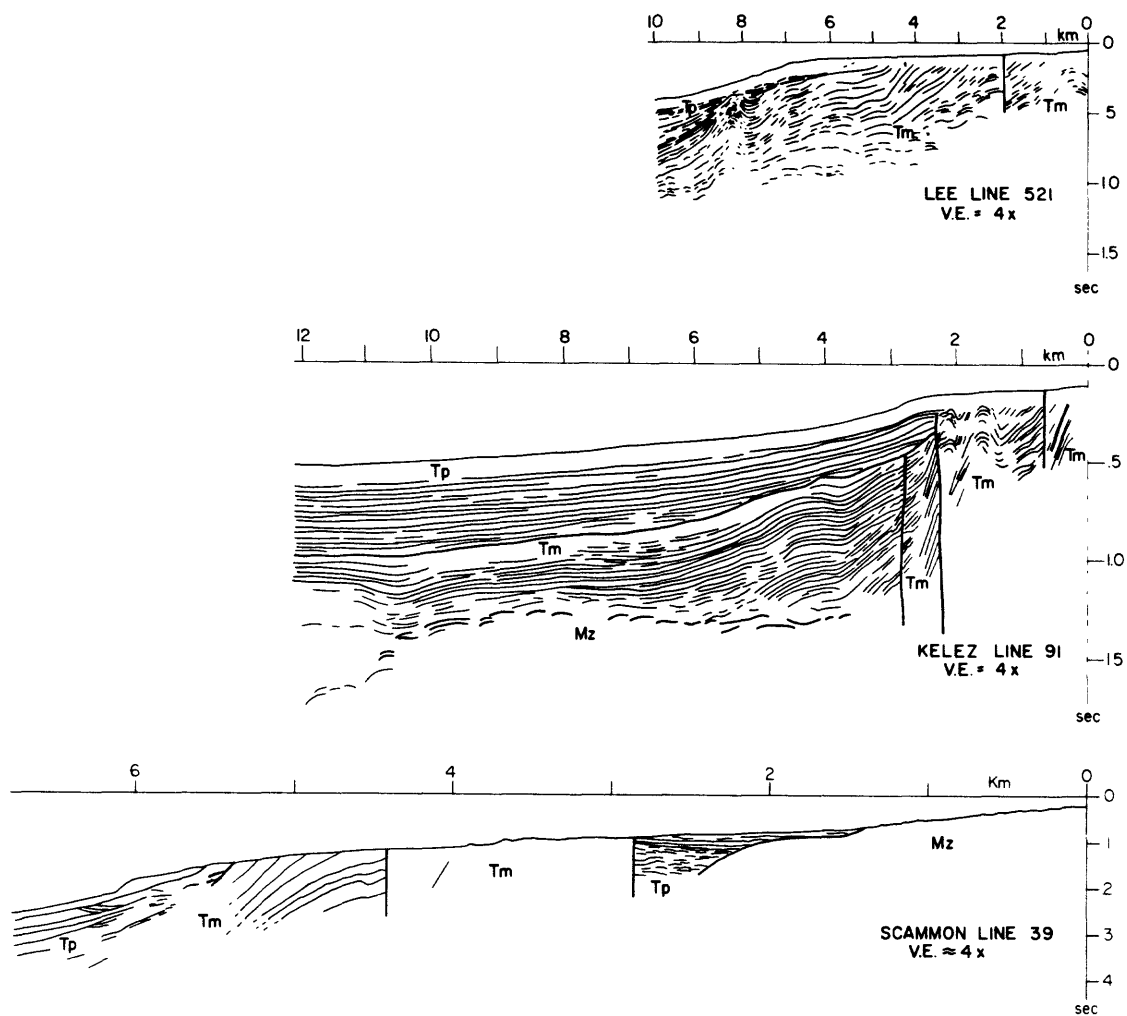 10 8 6 4 2 0
km
0
Tp
Tm
Tm
.5
LEE LINE 521
V.E. = 4x
1.0
1.5
sec
12 10 8 6 4 2 0
km
0
Tp
Tm
Tm
.5
Tm
Tm
1.0
Mz
KELEZ LINE 91
V.E. = 4x
1.5
sec
6 4 2 0
Km
0
Mz
1
Tm
Tp
2
Tm
Tp
SCAMMON LINE 39
V.E. ≈ 4x
3
4
sec